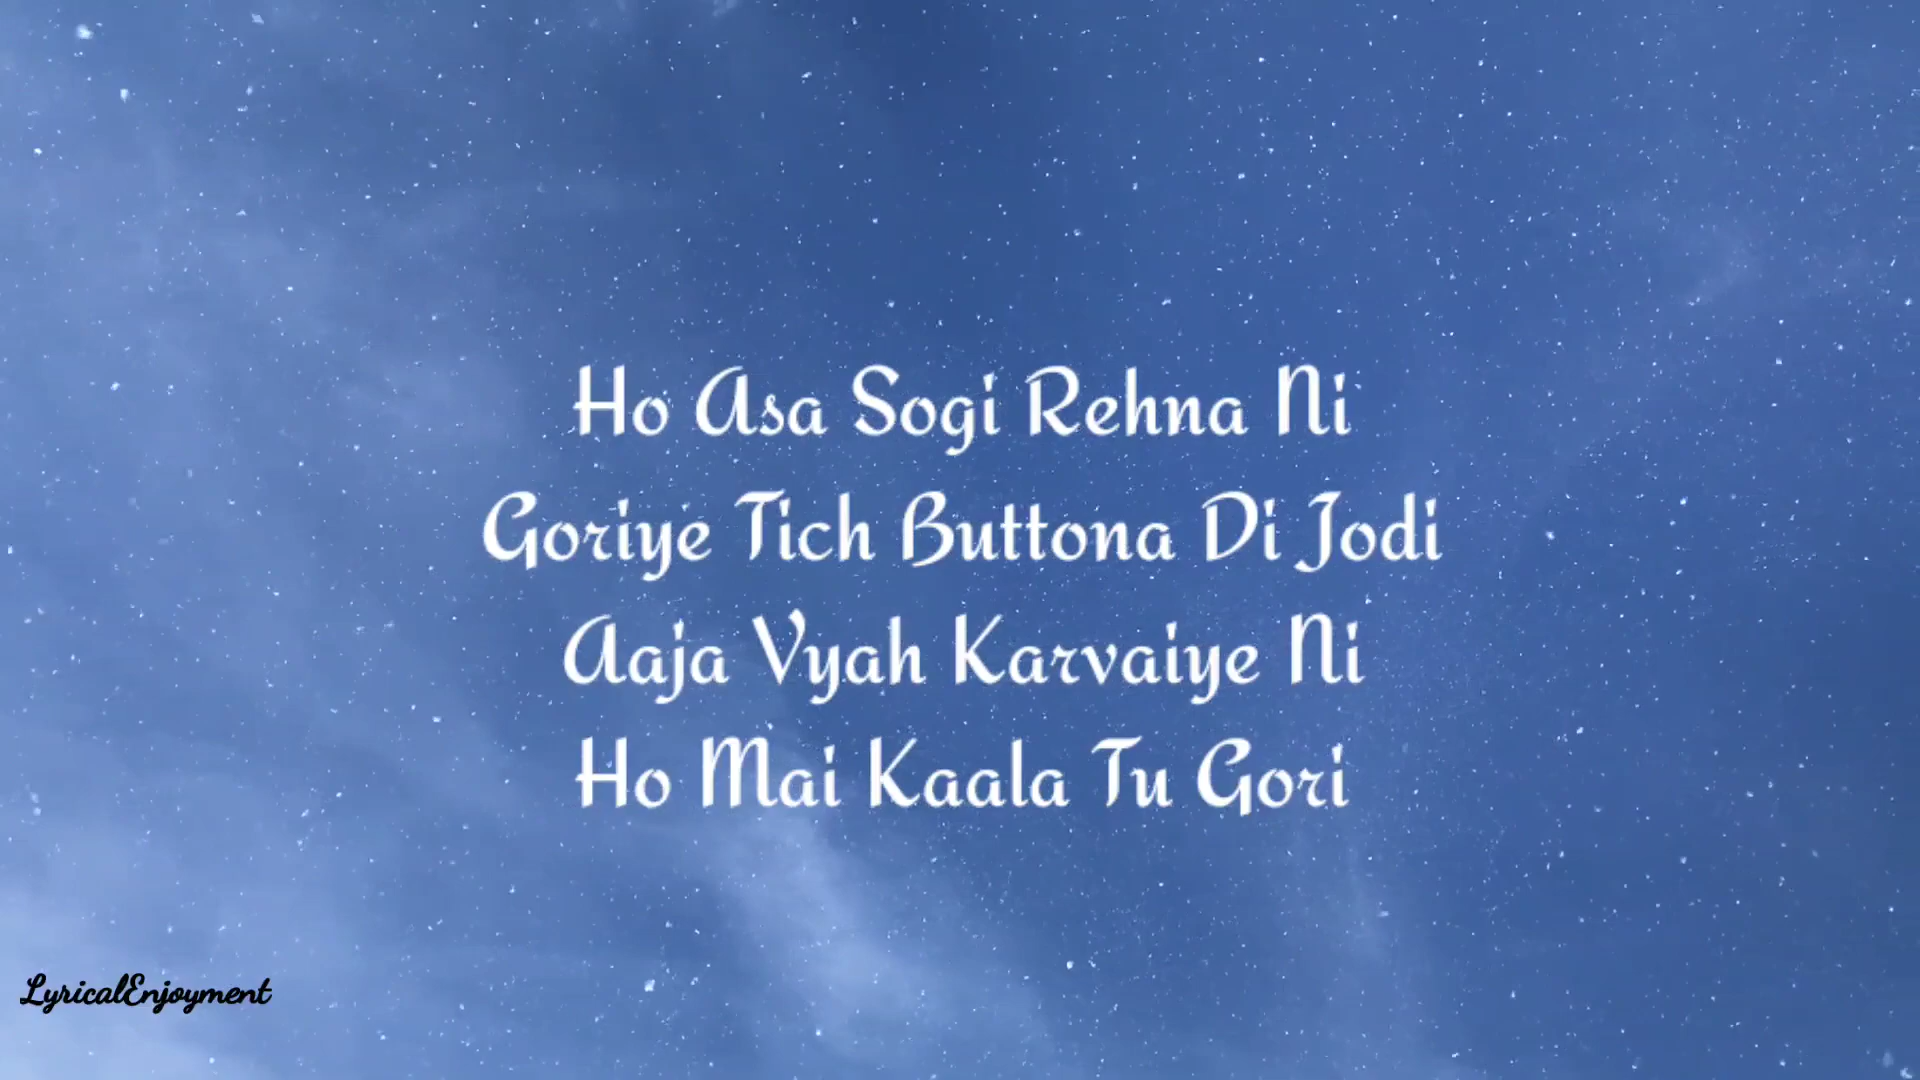 Ho Asa Sogi Rehna Ni
Goriye Tich Buttona Di Jodi
Aaja Vyah Karvaiye Ni
Ho Mai Kaala Tu Gori
LyricalEnjoyment